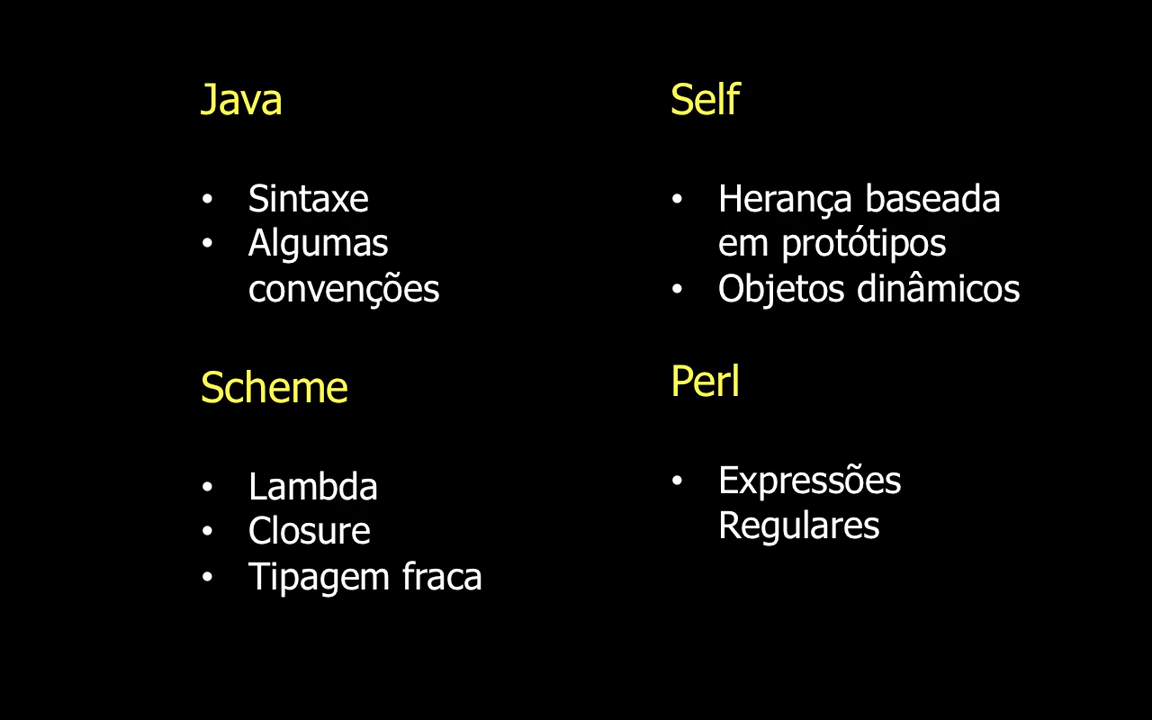 Java
• Sintaxe
• Algumas
convenções
Scheme
• Lambda
• Closure
• Tipagem fraca
Self
• Herança baseada
em protótipos
• Objetos dinâmicos
Perl
• Expressões
Regulares